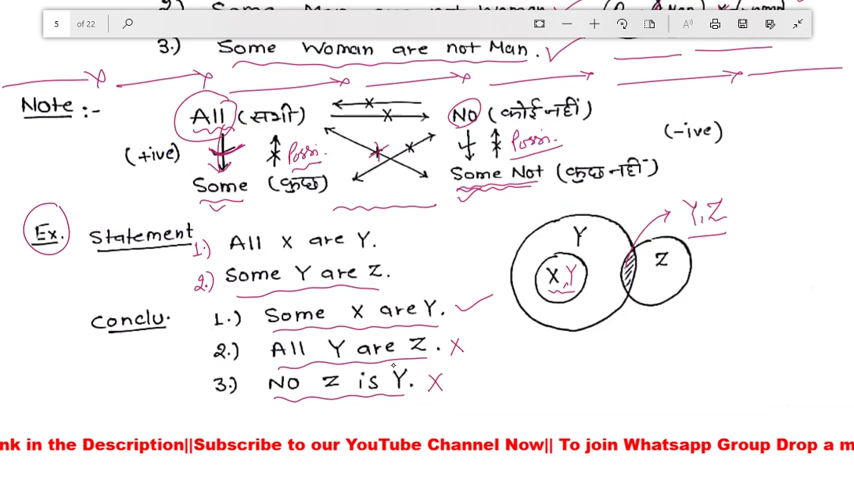 5 of 22
3.) Some Woman are not Man.
Note :-
All (सभी)
NO (कोई नहीं)
(+ive)
Possi.
Possi.
(-ive)
Some (कुछ)
Some Not (कुछ नहीं)
Ex. Statement
1.) All X are Y.
2.) Some Y are Z.
Y
Z
X,Y
Y,Z
Conclu.
1.) Some X are Y.
2.) All Y are Z. X
3.) NO Z is Y. X
nk in the Description||Subscribe to our YouTube Channel Now|| To join Whatsapp Group Drop a m